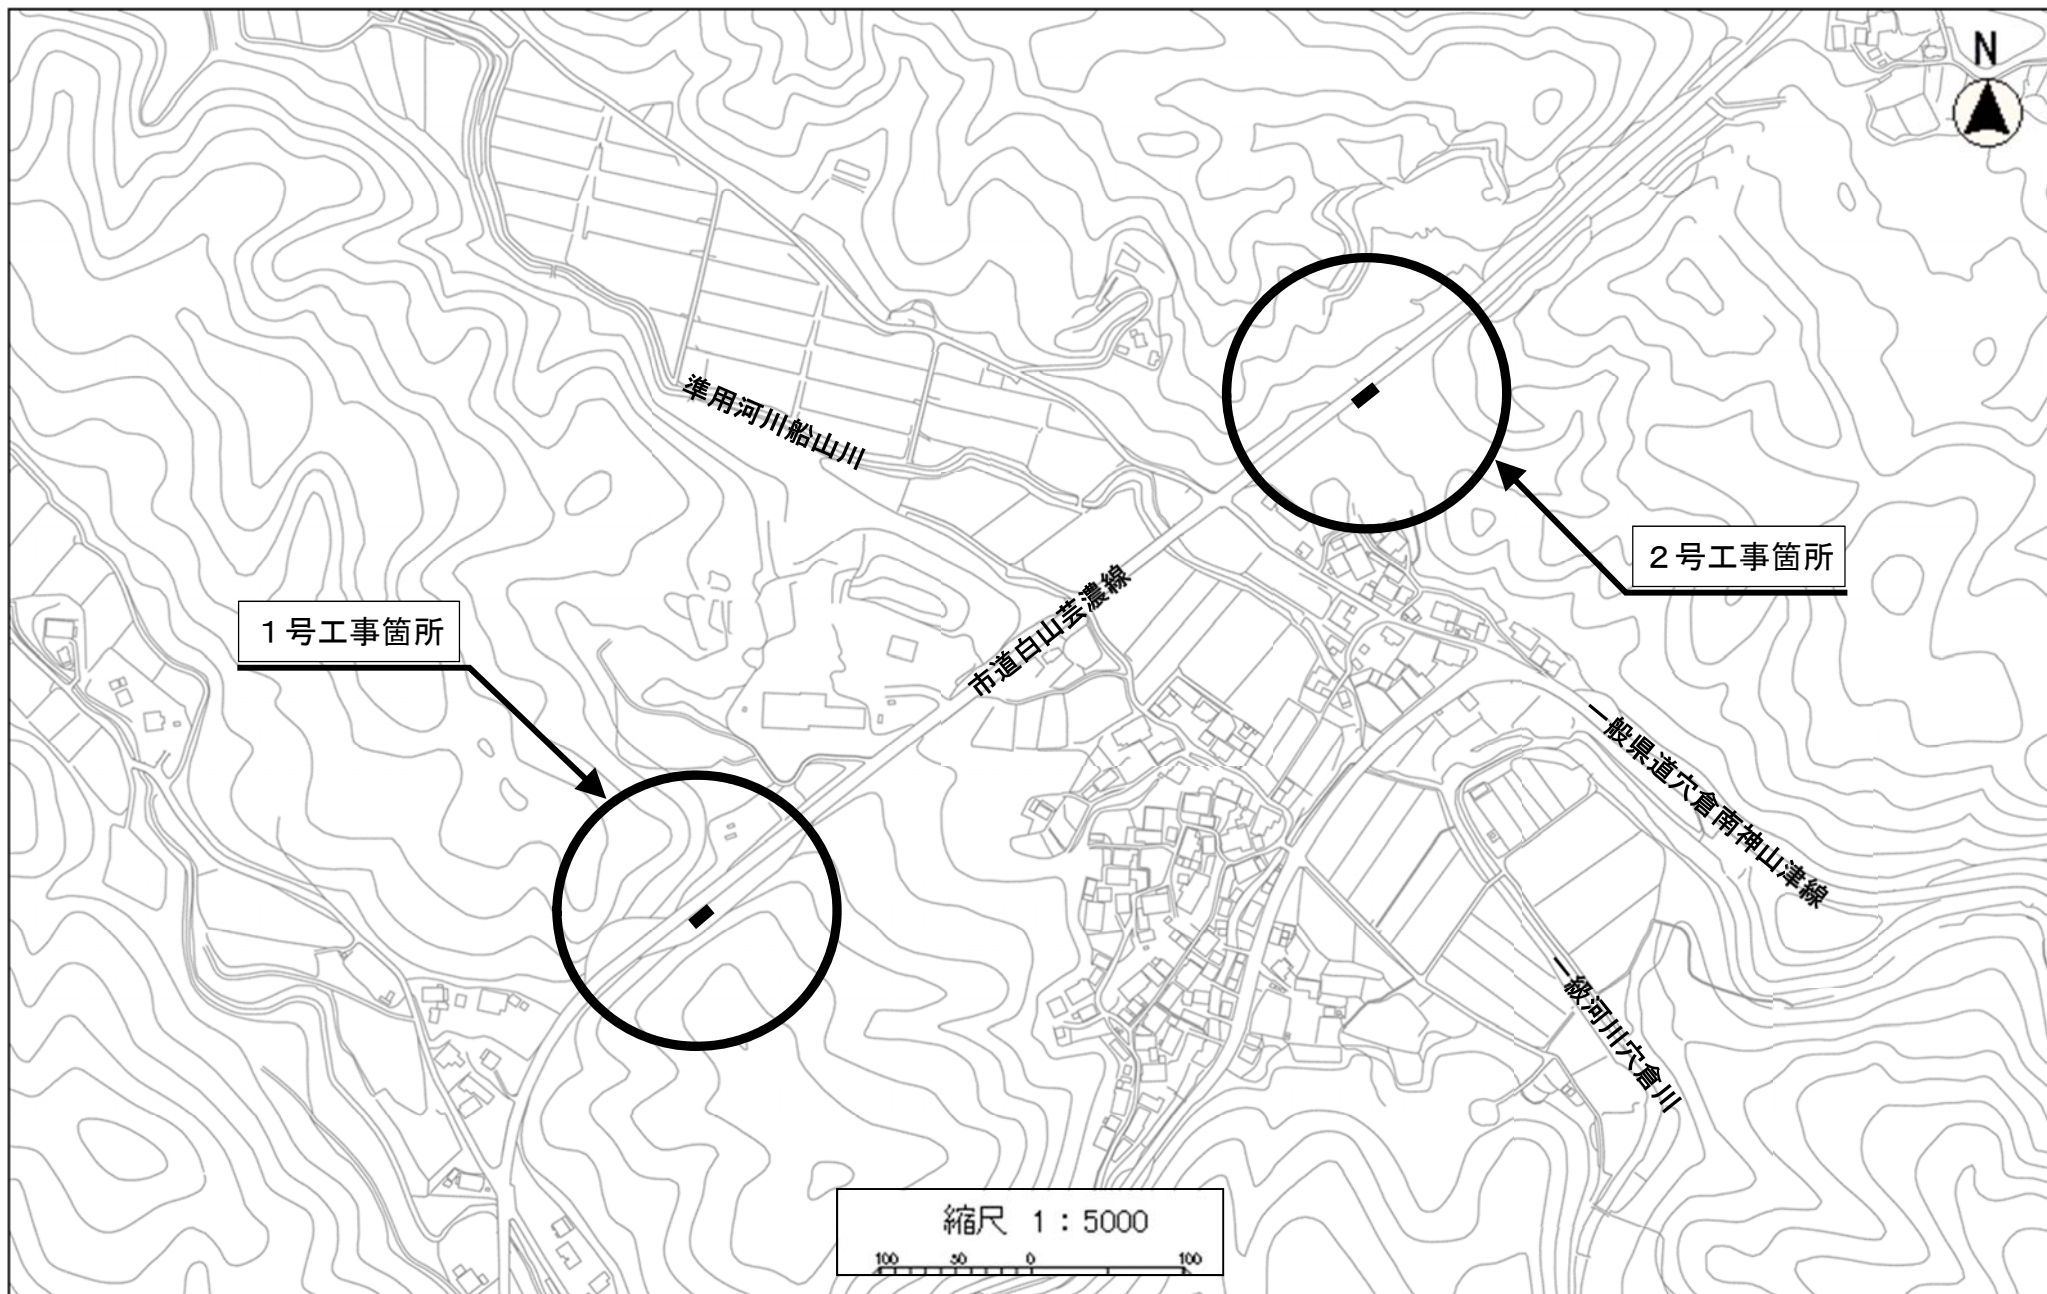 N
準用河川船山川
２号工事箇所
市道白山芸濃線
１号工事箇所
一般県道穴倉南神山津線
一級河川穴倉川
縮尺 1：5000
100 50 0 100